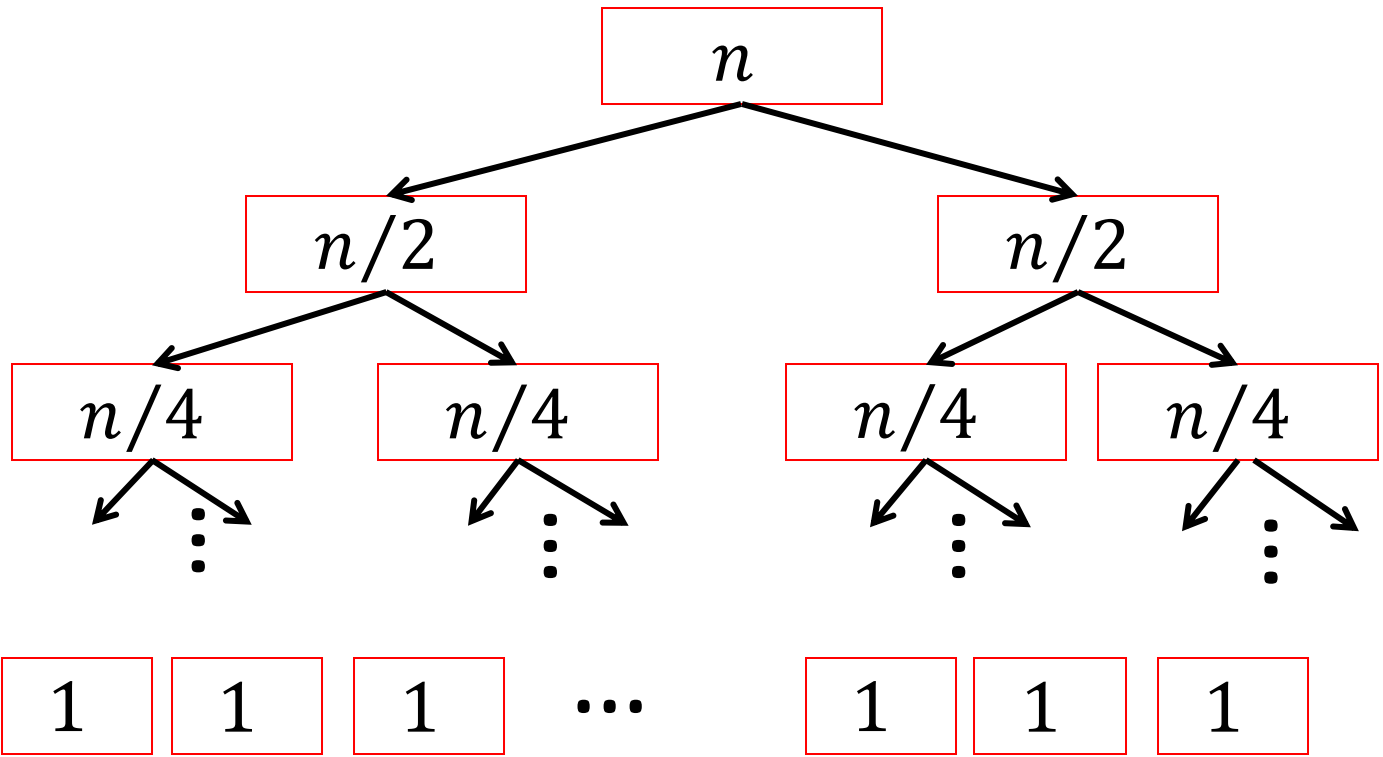 n
n/2 n/2
n/4 n/4 n/4 n/4
⋮ ⋮ ⋮ ⋮
1 1 1 … 1 1 1